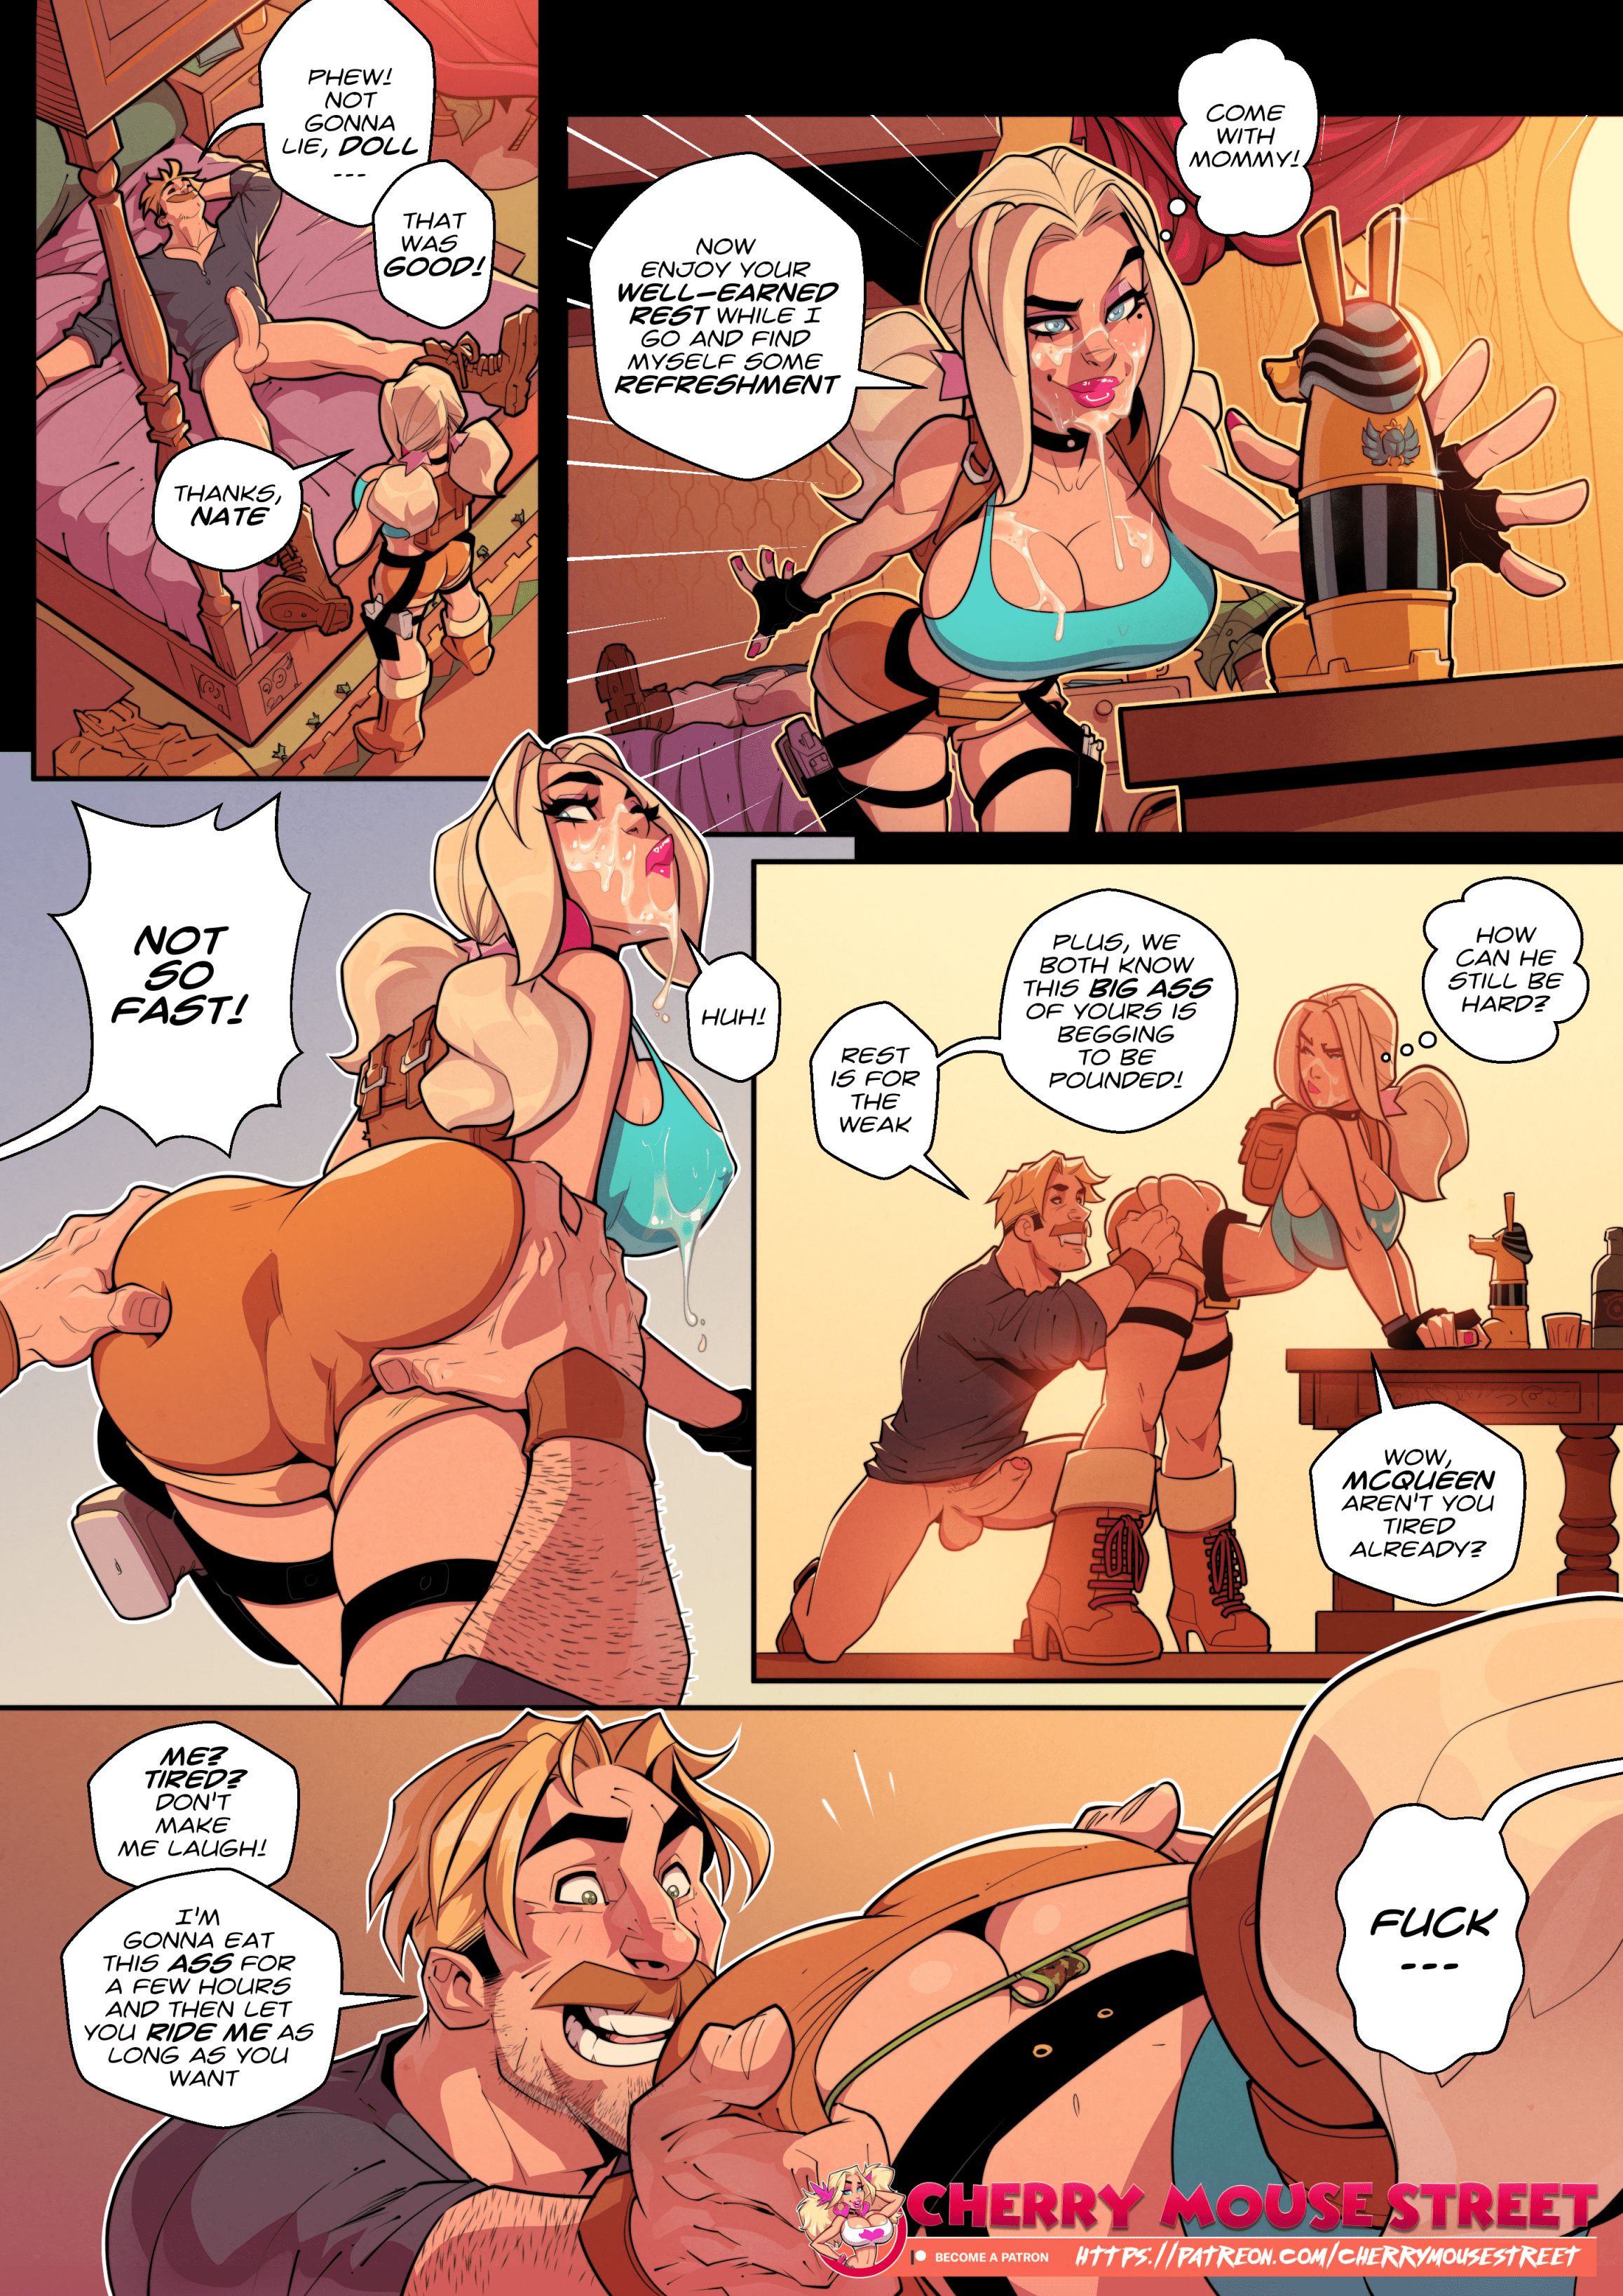 PHEW!
NOT
GONNA
LIE, DOLL
---
THAT
WAS
GOOD!
THANKS,
NATE
COME
WITH
MOMMY!
NOW
ENJOY YOUR
WELL-EARNED
REST WHILE I
GO AND FIND
MYSELF SOME
REFRESHMENT
NOT
SO
FAST!
HUH!
PLUS, WE
BOTH KNOW
THIS BIG ASS
OF YOURS IS
BEGGING
TO BE
POUNDED!
REST
IS FOR
THE
WEAK
HOW
CAN HE
STILL BE
HARD?
WOW,
MCQUEEN
AREN'T YOU
TIRED
ALREADY?
ME?
TIRED?
DON'T
MAKE
ME LAUGH!
I'M
GONNA EAT
THIS ASS FOR
A FEW HOURS
AND THEN LET
YOU RIDE ME AS
LONG AS YOU
WANT
FUCK
---
CHERRY MOUSE STREET
BECOME A PATRON HTTPS://PATREON.COM/CHERRYMOUSESTREET